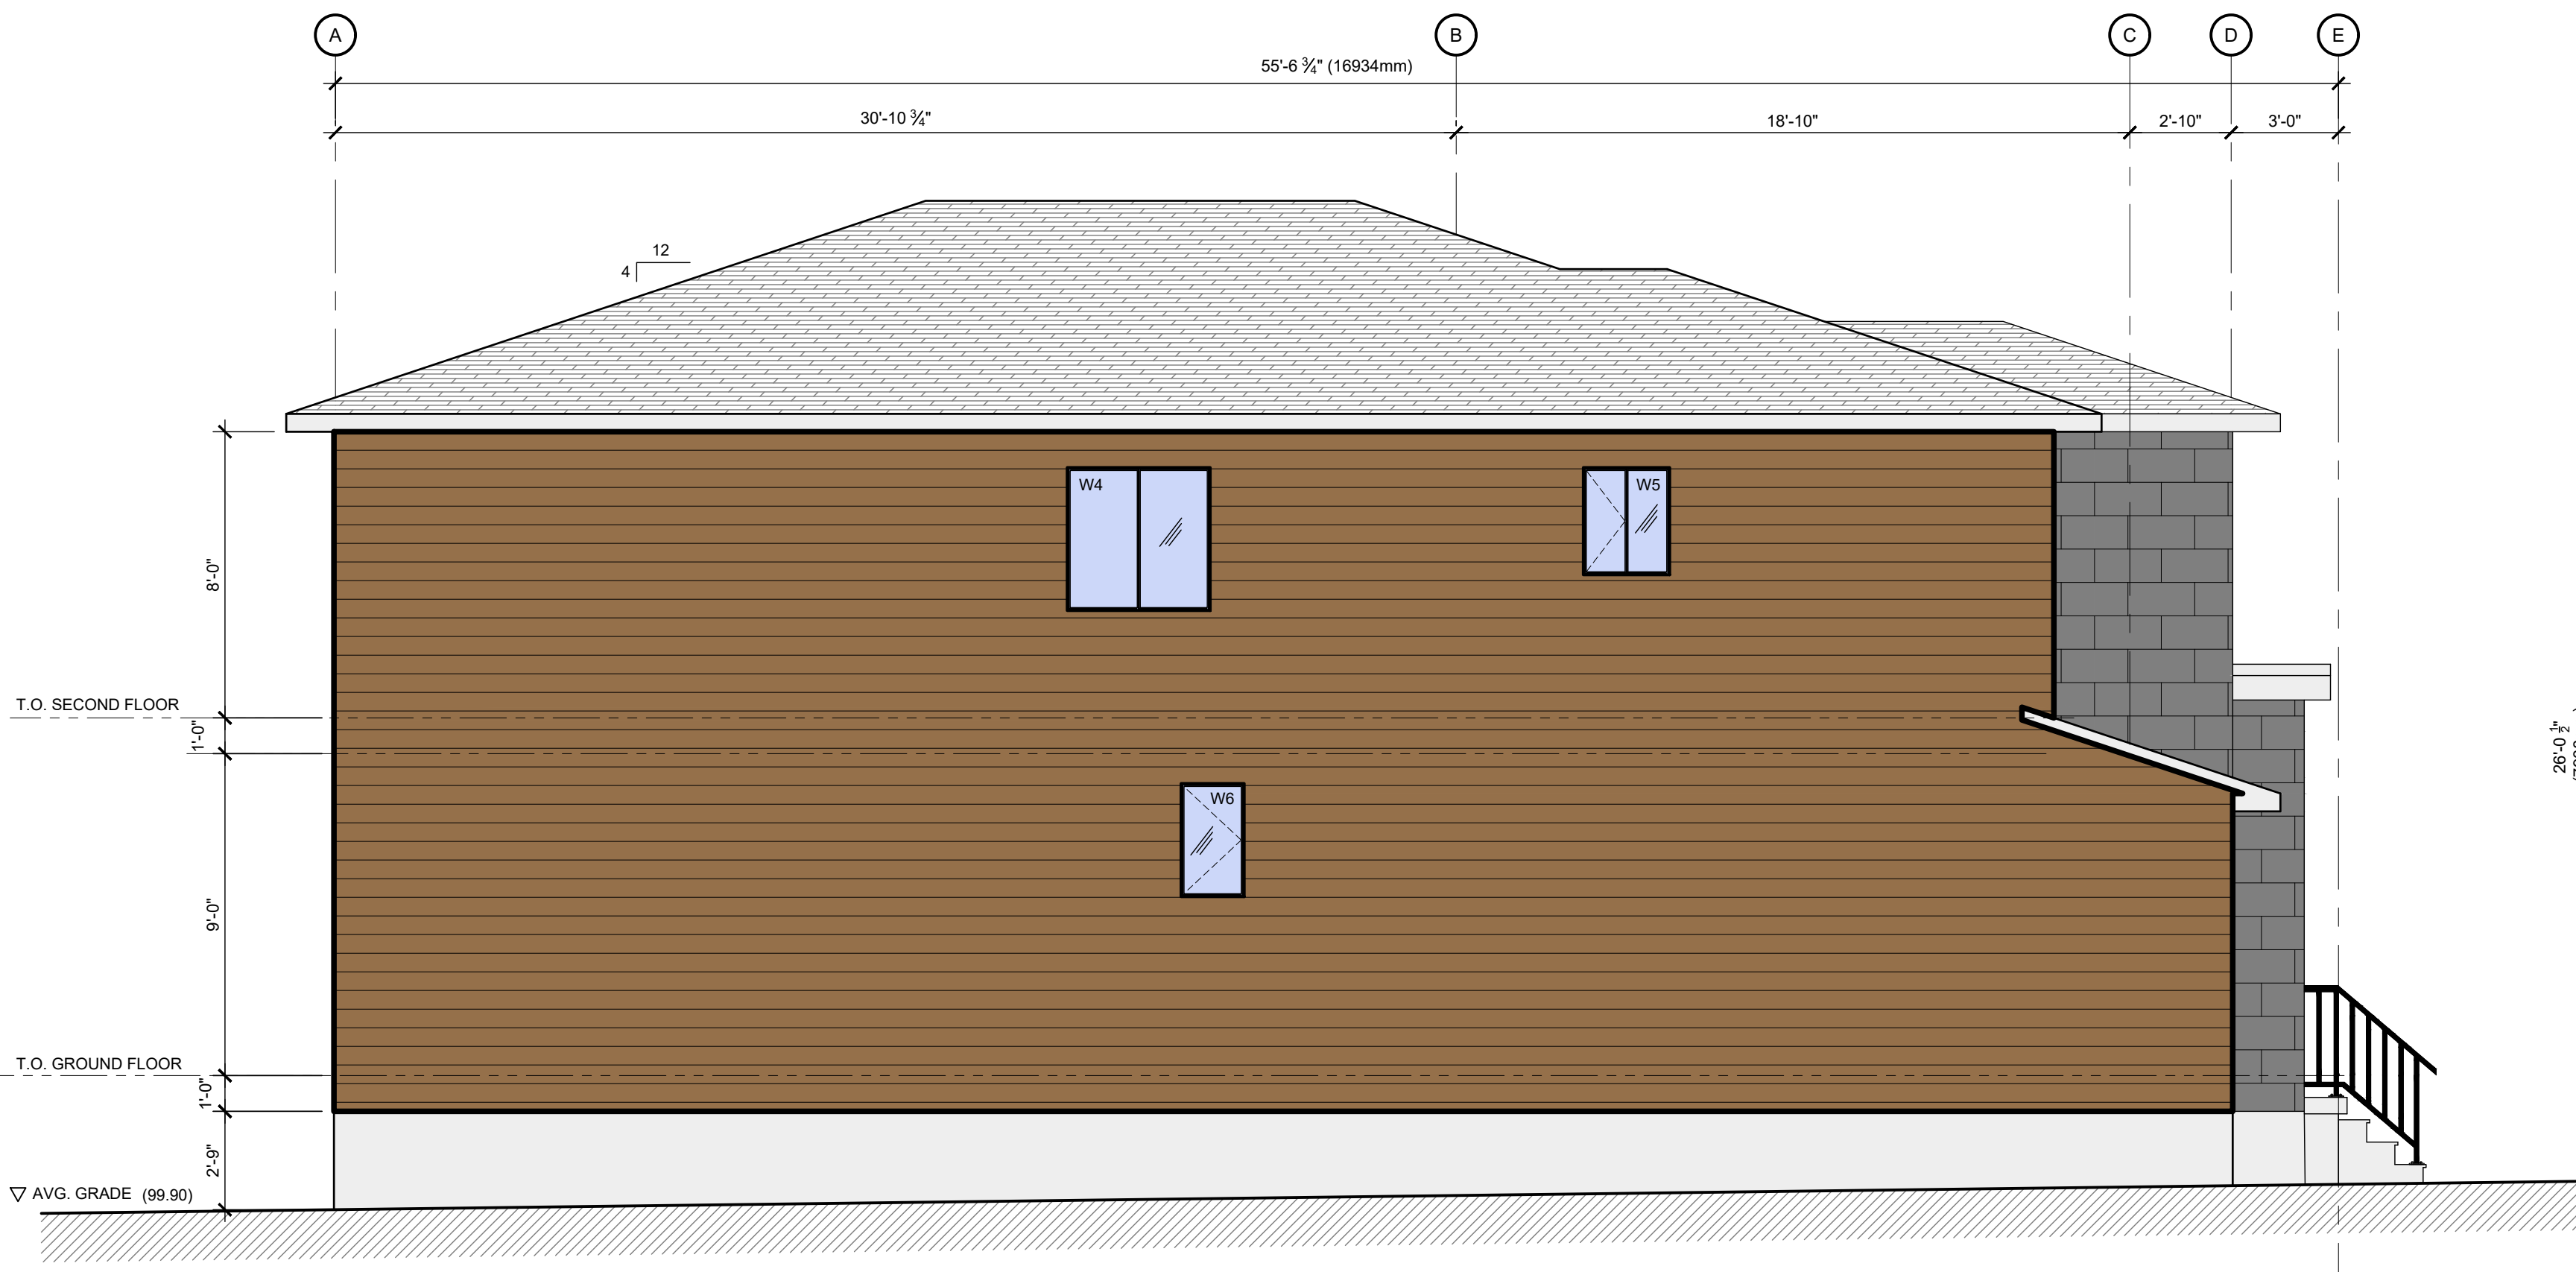 A B C D E
55'-6 ¾" (16934mm)
30'-10 ¾" 18'-10" 2'-10" 3'-0"
12
4
W4 W5
8'-0"
T.O. SECOND FLOOR
1'-0"
26'-0 ½"
W6
9'-0"
T.O. GROUND FLOOR
1'-0"
2'-9"
AVG. GRADE (99.90)